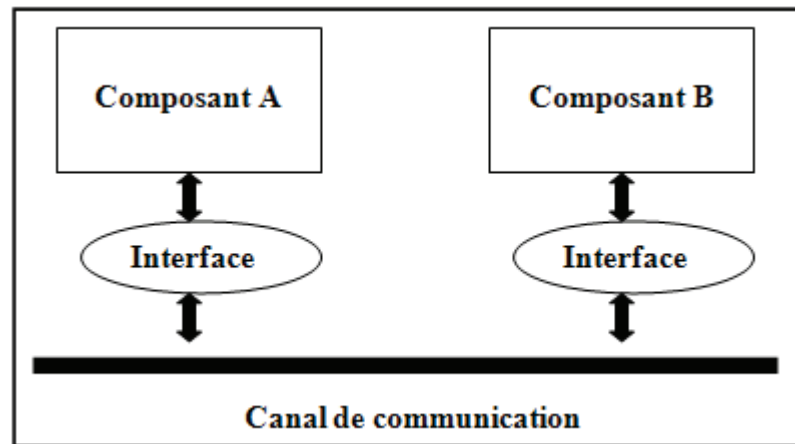 Composant A
Composant B
Interface
Interface
Canal de communication